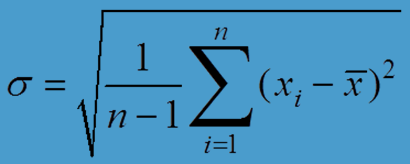 σ = √(1/(n−1) ∑_{i=1}^{n} (x_i − x̅)²)